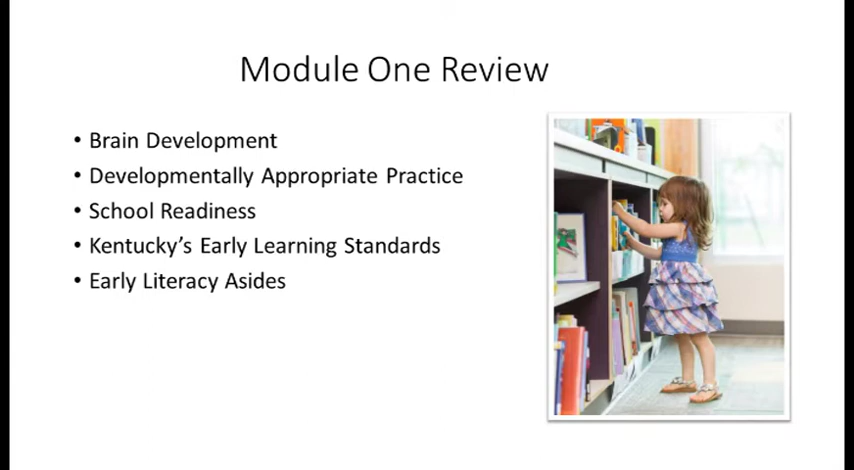 Module One Review
• Brain Development
• Developmentally Appropriate Practice
• School Readiness
• Kentucky’s Early Learning Standards
• Early Literacy Asides